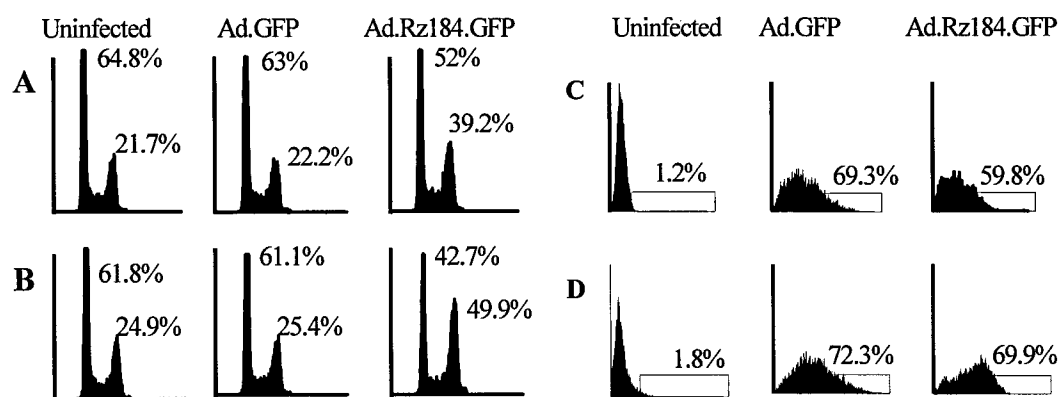 Uninfected Ad.GFP Ad.Rz184.GFP
A 64.8% 21.7% 63% 22.2% 52% 39.2%
B 61.8% 24.9% 61.1% 25.4% 42.7% 49.9%
Uninfected Ad.GFP Ad.Rz184.GFP
C 1.2% 69.3% 59.8%
D 1.8% 72.3% 69.9%